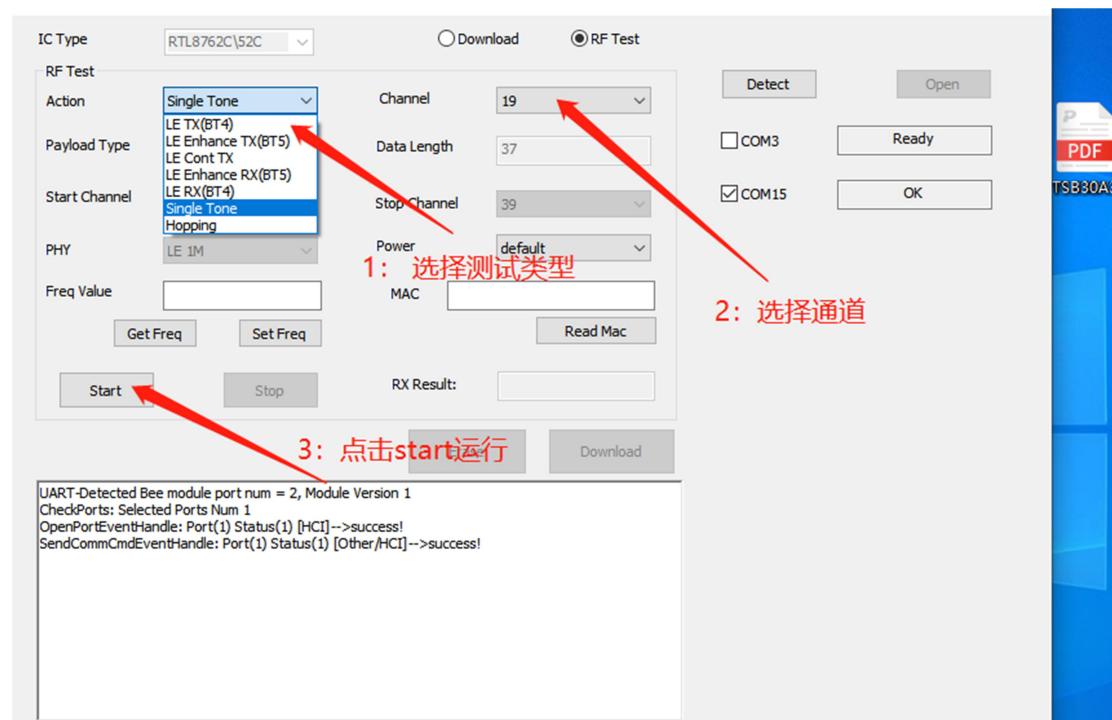 IC Type
RTL8762C\52C
Download
RF Test
RF Test
Action
Single Tone
Channel
19
Detect
Open
LE TX(BT4)
LE Enhance TX(BT5)
LE Cont TX
LE Enhance RX(BT5)
LE RX(BT4)
Single Tone
Hopping
Payload Type
Data Length
37
COM3
Ready
Start Channel
Stop Channel
39
COM15
OK
PHY
LE 1M
Power
default
1： 选择测试类型
2：选择通道
Freq Value
MAC
Get Freq
Set Freq
Read Mac
Start
Stop
RX Result:
3：点击start运行
Download
UART-Detected Bee module port num = 2, Module Version 1
CheckPorts: Selected Ports Num 1
OpenPortEventHandle: Port(1) Status(1) [HCI]-->success!
SendCommCmdEventHandle: Port(1) Status(1) [Other/HCI]-->success!
PDF